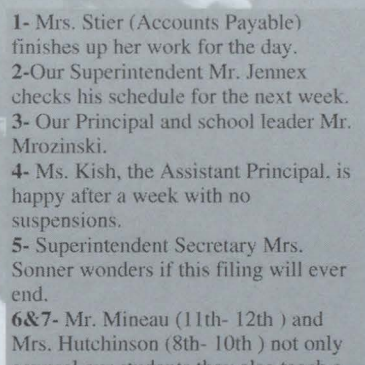 1- Mrs. Stier (Accounts Payable)
finishes up her work for the day.
2-Our Superintendent Mr. Jennex
checks his schedule for the next week.
3- Our Principal and school leader Mr.
Mrozinski.
4- Ms. Kish, the Assistant Principal. is
happy after a week with no
suspensions.
5- Superintendent Secretary Mrs.
Sonner wonders if this filing will ever
end.
6&7- Mr. Mineau (11th- 12th ) and
Mrs. Hutchinson (8th- 10th ) not only